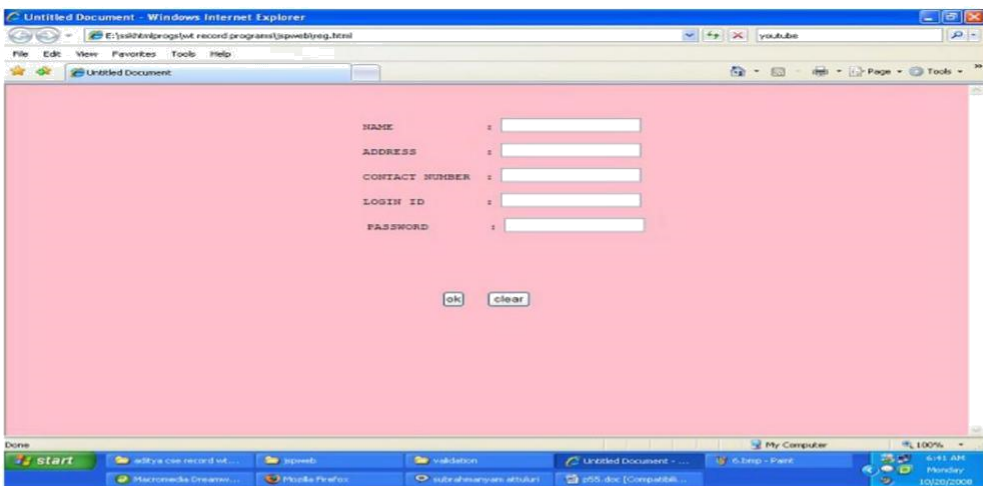 Untitled Document - Windows Internet Explorer
E:\sskhtmlprogs\wt record programs\jspweb\reg.html
youtube
File Edit View Favorites Tools Help
Untitled Document
Page Tools
NAME :
ADDRESS :
CONTACT NUMBER :
LOGIN ID :
PASSWORD :
ok clear
Done My Computer 100%
start aditya cse record wt... jspweb validation Untitled Document - ... 6.bmp - Paint 6:41 AM
Macromedia Dreamw... Mozilla Firefox subrahmanyam attuluri p55.doc [Compatibili... Monday
10/20/2008